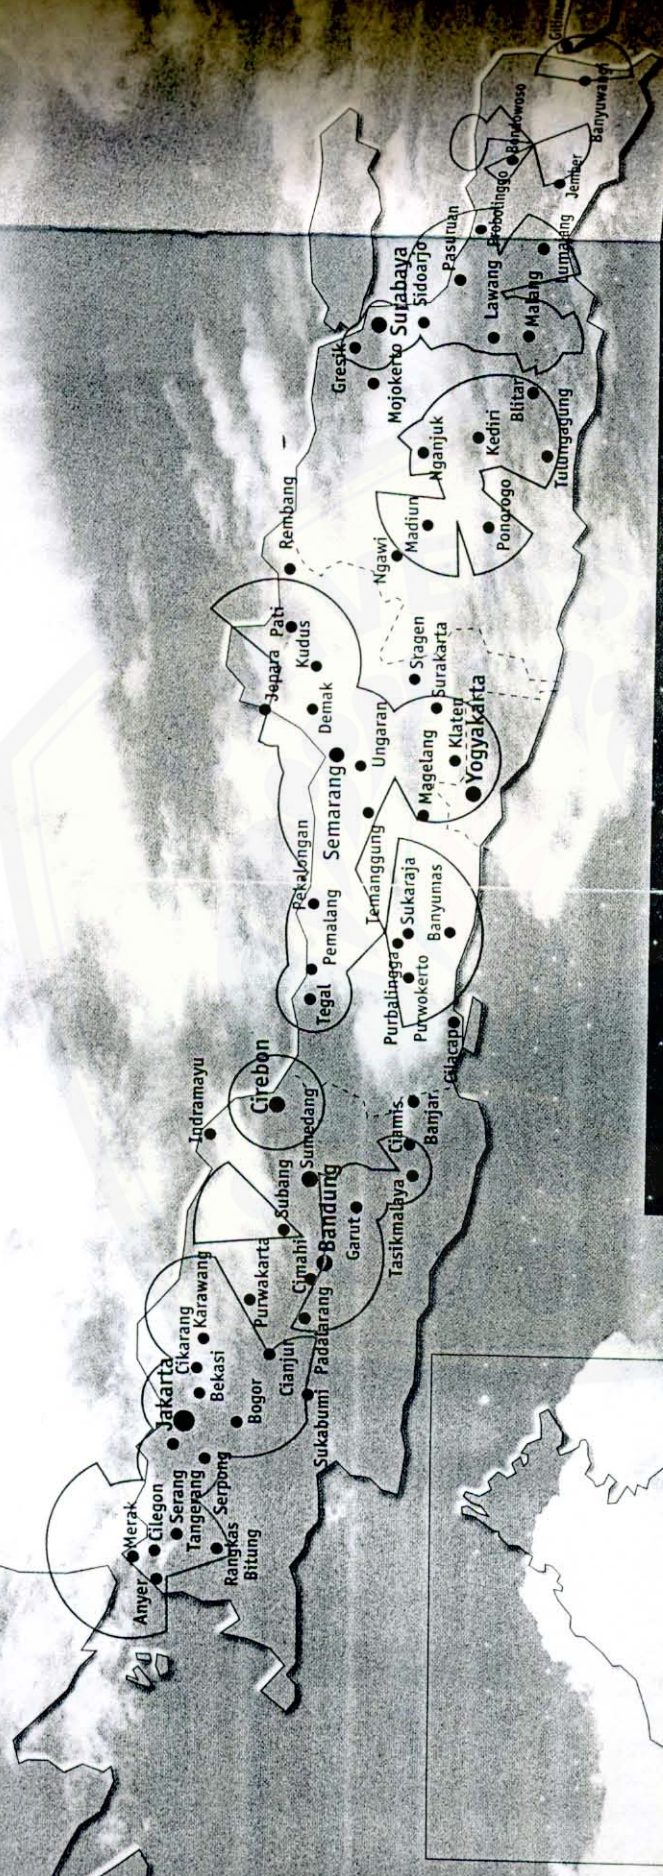 Merak
Anyer
Cilegon
Serang
Tangerang
Serpong
Rangkas
Bitung
Jakarta
Cikarang
Karawang
Bekasi
Bogor
Purwakarta
Cianjur
Sukabumi
Padalarang
Cimahi
Bandung
Subang
Sumedang
Garut
Tasikmalaya
Ciamis
Banjar
Indramayu
Cirebon
Cilacap
Tegal
Pemalang
Pekalongan
Purbalingga
Purwokerto
Sukaraja
Banyumas
Temanggung
Semarang
Ungaran
Magelang
Klaten
Yogyakarta
Demak
Jepara
Kudus
Pati
Rembang
Sragen
Surakarta
Ngawi
Madiun
Ponorogo
Nganjuk
Kediri
Tulungagung
Blitar
Gresik
Mojokerto
Surabaya
Sidoarjo
Pasuruan
Lawang
Malang
Lumajang
Probolinggo
Bondowoso
Jember
Banyuwangi